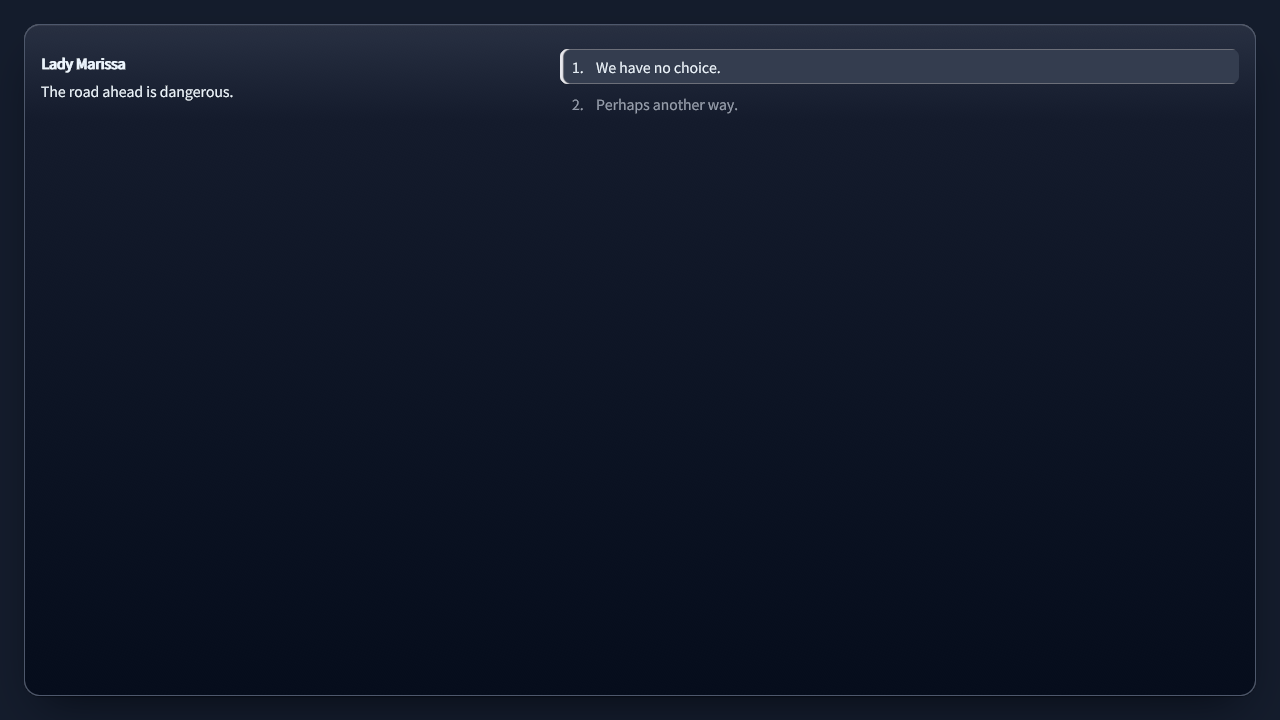 Lady Marissa
The road ahead is dangerous.
1. We have no choice.
2. Perhaps another way.